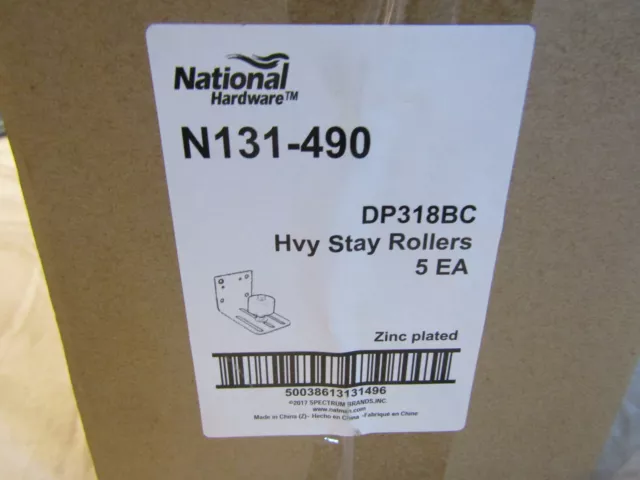 National
Hardware™
N131-490
DP318BC
Hvy Stay Rollers
5 EA
Zinc plated
50038613131496
©2017 SPECTRUM BRANDS, INC.
www.natman.com
Made in China (Z) - Hecho en China - Fabriqué en Chine